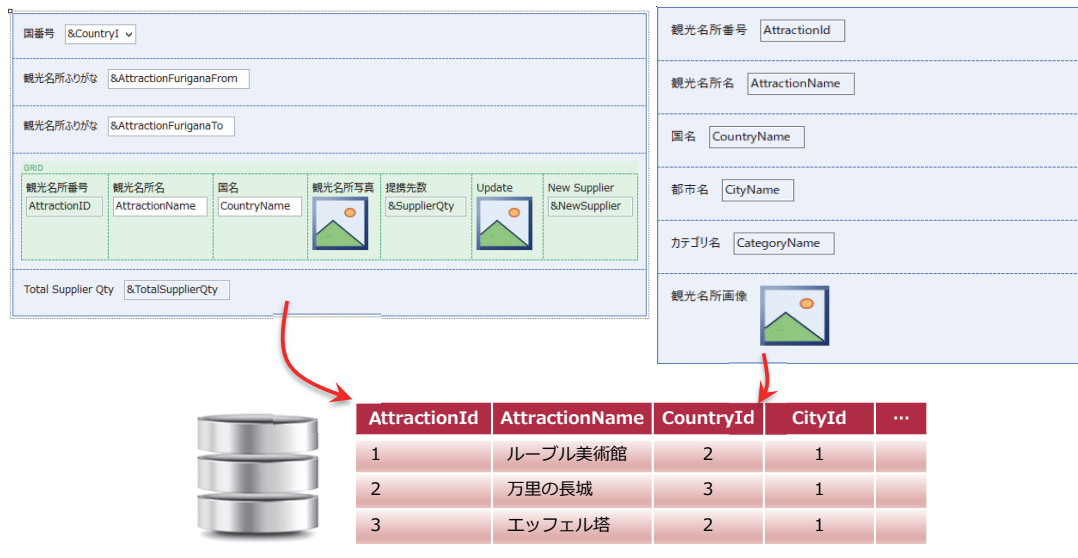 国番号 &CountryI
観光名所ふりがな &AttractionFuriganaFrom
観光名所ふりがな &AttractionFuriganaTo
GRID
観光名所番号 観光名所名 国名 観光名所写真 提携先数 Update New Supplier
AttractionID AttractionName CountryName &SupplierQty &NewSupplier
Total Supplier Qty &TotalSupplierQty
観光名所番号 AttractionId
観光名所名 AttractionName
国名 CountryName
都市名 CityName
カテゴリ名 CategoryName
観光名所画像
AttractionId AttractionName CountryId CityId …
1 ルーブル美術館 2 1
2 万里の長城 3 1
3 エッフェル塔 2 1